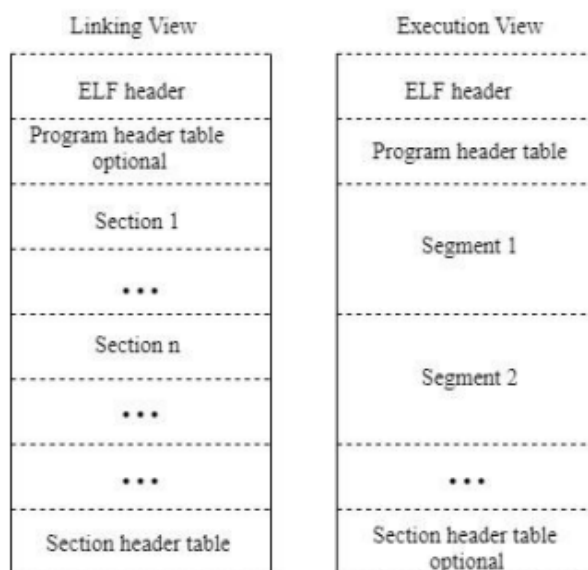 Linking View
ELF header
Program header table
optional
Section 1
•••
Section n
•••
•••
Section header table
Execution View
ELF header
Program header table
Segment 1
Segment 2
•••
Section header table
optional